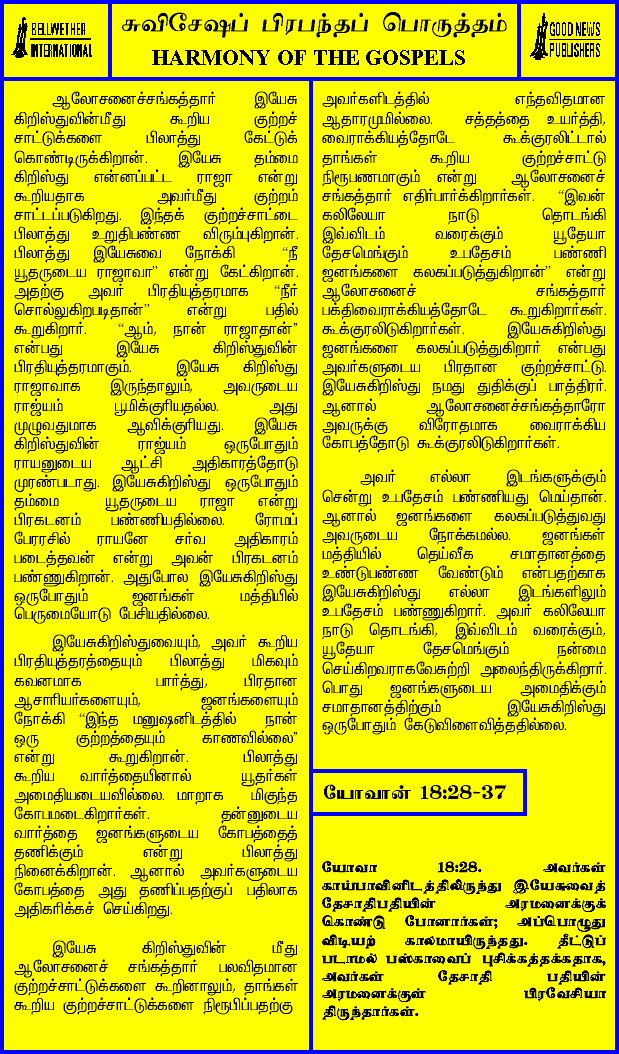 BELLWETHER
INTERNATIONAL
சுவிசேஷப் பிரபந்தப் பொருத்தம்
HARMONY OF THE GOSPELS
GOOD NEWS
PUBLISHERS
ஆலோசனைச்சங்கத்தார் இயேசு
கிறிஸ்துவின்மீது கூறிய குற்றச்
சாட்டுக்களை பிலாத்து கேட்டுக்
கொண்டிருக்கிறான். இயேசு தம்மை
கிறிஸ்து என்னப்பட்ட ராஜா என்று
கூறியதாக அவர்மீது குற்றம்
சாட்டப்படுகிறது. இந்தக் குற்றச்சாட்டை
பிலாத்து உறுதிபண்ண விரும்புகிறான்.
பிலாத்து இயேசுவை நோக்கி “நீ
யூதருடைய ராஜாவா” என்று கேட்கிறான்.
அதற்கு அவர் பிரதியுத்தரமாக “நீர்
சொல்லுகிறபடிதான்” என்று பதில்
கூறுகிறார். “ஆம், நான் ராஜாதான்”
என்பது இயேசு கிறிஸ்துவின்
பிரதியுத்தரமாகும். இயேசு கிறிஸ்து
ராஜாவாக இருந்தாலும், அவருடைய
ராஜ்யம் பூமிக்குரியதல்ல. அது
முழுவதுமாக ஆவிக்குரியது. இயேசு
கிறிஸ்துவின் ராஜ்யம் ஒருபோதும்
ராயனுடைய ஆட்சி அதிகாரத்தோடு
முரண்படாது. இயேசுகிறிஸ்து ஒருபோதும்
தம்மை யூதருடைய ராஜா என்று
பிரகடனம் பண்ணியதில்லை. ரோமப்
பேரரசில் ராயனே சர்வ அதிகாரம்
படைத்தவன் என்று அவன் பிரகடனம்
பண்ணுகிறான். அதுபோல இயேசுகிறிஸ்து
ஒருபோதும் ஜனங்கள் மத்தியில்
பெருமையோடு பேசியதில்லை.
இயேசுகிறிஸ்துவையும், அவர் கூறிய
பிரதியுத்தரத்தையும் பிலாத்து மிகவும்
கவனமாக பார்த்து, பிரதான
ஆசாரியர்களையும், ஜனங்களையும்
நோக்கி “இந்த மனுஷனிடத்தில் நான்
ஒரு குற்றத்தையும் காணவில்லை”
என்று கூறுகிறான். பிலாத்து
கூறிய வார்த்தையினால் யூதர்கள்
அமைதியடையவில்லை. மாறாக மிகுந்த
கோபமடைகிறார்கள். தன்னுடைய
வார்த்தை ஜனங்களுடைய கோபத்தைத்
தணிக்கும் என்று பிலாத்து
நினைக்கிறான். ஆனால் அவர்களுடைய
கோபத்தை அது தணிப்பதற்குப் பதிலாக
அதிகரிக்கச் செய்கிறது.
இயேசு கிறிஸ்துவின் மீது
ஆலோசனைச் சங்கத்தார் பலவிதமான
குற்றச்சாட்டுக்களை கூறினாலும், தாங்கள்
கூறிய குற்றச்சாட்டுக்களை நிரூபிப்பதற்கு
அவர்களிடத்தில் எந்தவிதமான
ஆதாரமுமில்லை. சத்தத்தை உயர்த்தி,
வைராக்கியத்தோடே கூக்குரலிட்டால்
தாங்கள் கூறிய குற்றச்சாட்டு
நிரூபணமாகும் என்று ஆலோசனைச்
சங்கத்தார் எதிர்பார்க்கிறார்கள். “இவன்
கலிலேயா நாடு தொடங்கி
இவ்விடம் வரைக்கும் யூதேயா
தேசமெங்கும் உபதேசம் பண்ணி
ஜனங்களை கலகப்படுத்துகிறான்” என்று
ஆலோசனைச் சங்கத்தார்
பக்திவைராக்கியத்தோடே கூறுகிறார்கள்.
கூக்குரலிடுகிறார்கள். இயேசுகிறிஸ்து
ஜனங்களை கலகப்படுத்துகிறார் என்பது
அவர்களுடைய பிரதான குற்றச்சாட்டு.
இயேசுகிறிஸ்து நமது துதிக்குப் பாத்திரர்.
ஆனால் ஆலோசனைச்சங்கத்தாரோ
அவருக்கு விரோதமாக வைராக்கிய
கோபத்தோடு கூக்குரலிடுகிறார்கள்.
அவர் எல்லா இடங்களுக்கும்
சென்று உபதேசம் பண்ணியது மெய்தான்.
ஆனால் ஜனங்களை கலகப்படுத்துவது
அவருடைய நோக்கமல்ல. ஜனங்கள்
மத்தியில் தெய்வீக சமாதானத்தை
உண்டுபண்ண வேண்டும் என்பதற்காக
இயேசுகிறிஸ்து எல்லா இடங்களிலும்
உபதேசம் பண்ணுகிறார். அவர் கலிலேயா
நாடு தொடங்கி, இவ்விடம் வரைக்கும்,
யூதேயா தேசமெங்கும் நன்மை
செய்கிறவராகவேசுற்றி அலைந்திருக்கிறார்.
பொது ஜனங்களுடைய அமைதிக்கும்
சமாதானத்திற்கும் இயேசுகிறிஸ்து
ஒருபோதும் கேடுவிளைவித்ததில்லை.
யோவான் 18:28-37
யோவா 18:28. அவர்கள்
காய்பாவினிடத்திலிருந்து இயேசுவைத்
தேசாதிபதியின் அரமனைக்குக்
கொண்டு போனார்கள்; அப்பொழுது
விடியற் காலமாயிருந்தது. தீட்டுப்
படாமல் பஸ்காவைப் புசிக்கத்தக்கதாக,
அவர்கள் தேசாதி பதியின்
அரமனைக்குள் பிரவேசியா
திருந்தார்கள்.